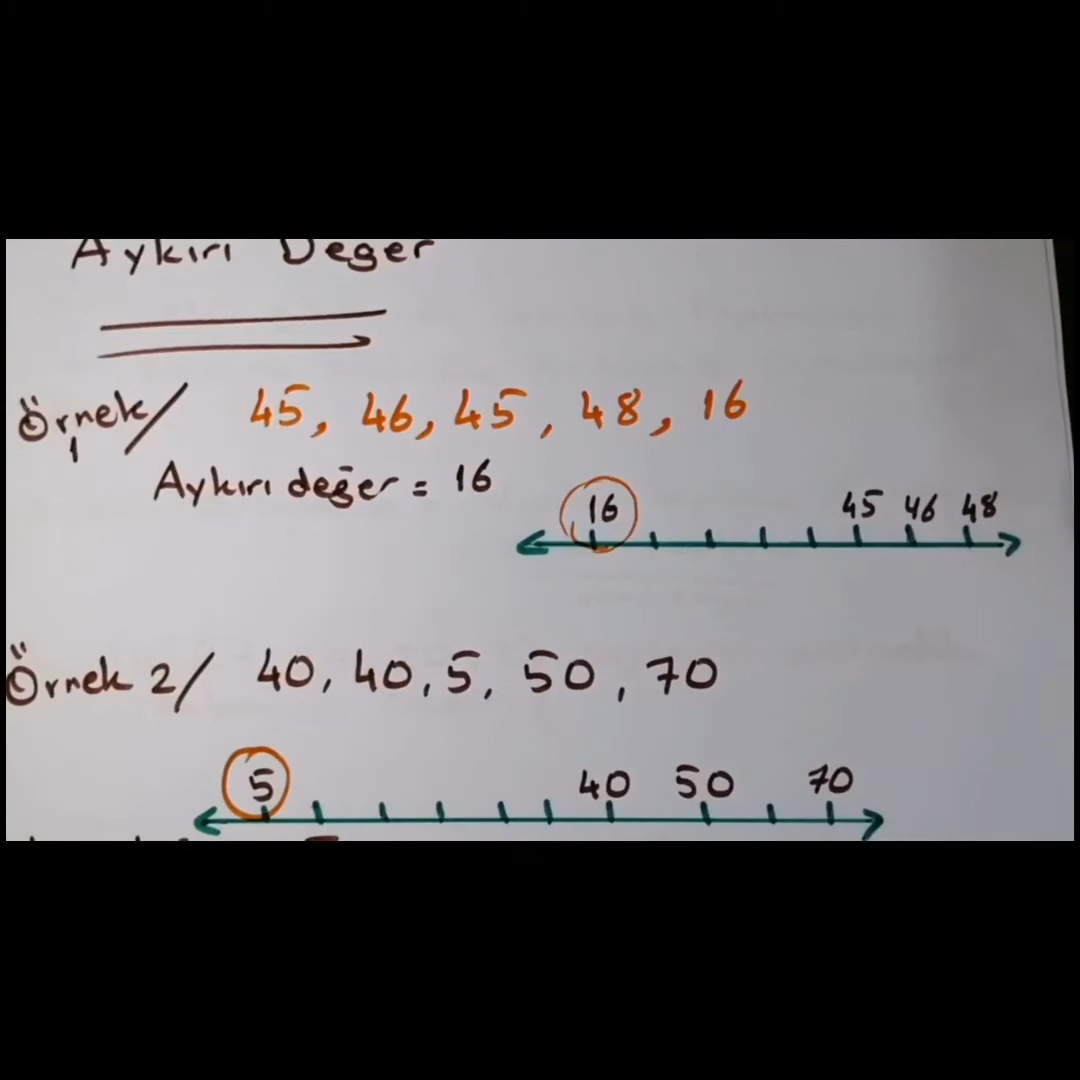 Aykırı Değer
Örnek 1/ 45, 46, 45, 48, 16
Aykırı değer = 16
16 45 46 48
Örnek 2/ 40, 40, 5, 50, 70
5 40 50 70